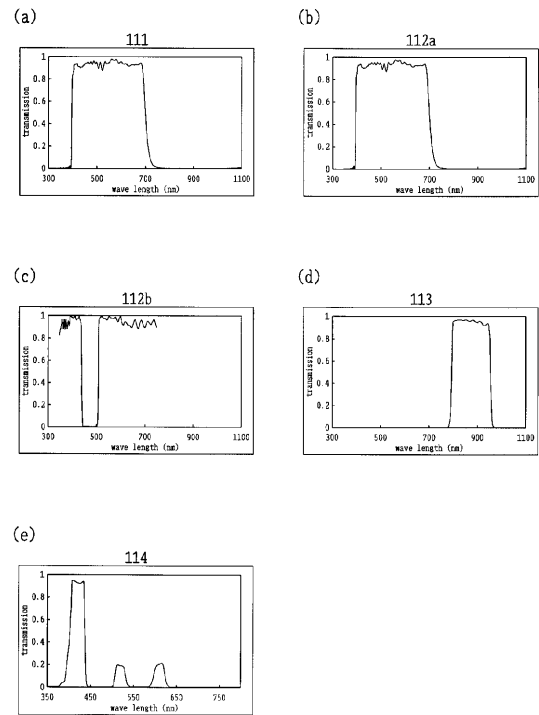 (a)
111
1
0.8
0.6
0.4
0.2
0
transmission
300 500 700 900 1100
wave length (nm)
(b)
112a
1
0.8
0.6
0.4
0.2
0
transmission
300 500 700 900 1100
wave length (nm)
(c)
112b
1
0.8
0.6
0.4
0.2
0
transmission
300 500 700 900 1100
wave length (nm)
(d)
113
1
0.8
0.6
0.4
0.2
0
transmission
300 500 700 900 1100
wave length (nm)
(e)
114
1
0.8
0.6
0.4
0.2
0
transmission
350 450 550 650 750
wave length (nm)